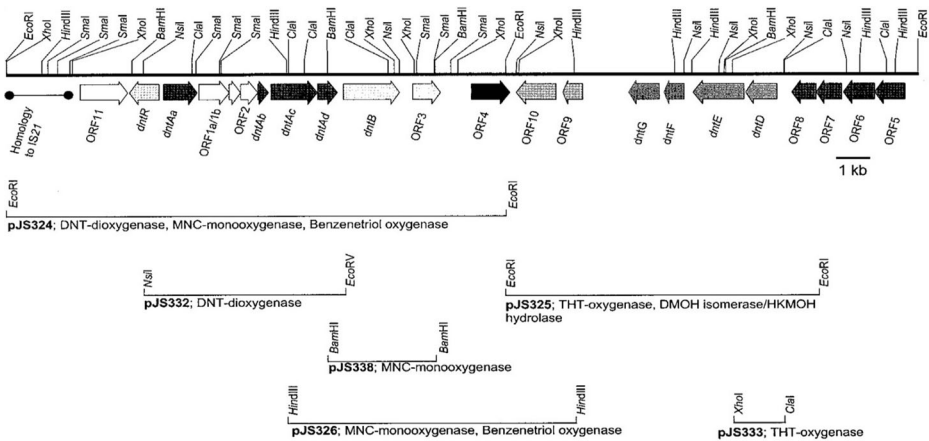 EcoRI XhoI HindIII SmaI SmaI XhoI BamHI NsiI ClaI SmaI SmaI HindIII ClaI ClaI BamHI ClaI XhoI NsiI XhoI SmaI BamHI SmaI XhoI EcoRI ClaI NsiI HindIII HindIII NsiI HindIII NsiI XhoI BamHI XhoI NsiI ClaI NsiI HindIII ClaI HindIII EcoRI
Homology
to IS21
ORF11 dntR dntAa ORF1a/1b ORF2 dntAb dntAc dntAd dntB ORF3 ORF4 ORF10 ORF9 dntG dntF dntE dntD ORF8 ORF7 ORF6 ORF5
1 kb
EcoRI EcoRI
pJS324; DNT-dioxygenase, MNC-monooxygenase, Benzenetriol oxygenase
NsiI EcoRV EcoRI EcoRI
pJS332; DNT-dioxygenase
pJS325; THT-oxygenase, DMOH isomerase/HKMOH
hydrolase
BamHI BamHI
pJS338; MNC-monooxygenase
HindIII HindIII
pJS326; MNC-monooxygenase, Benzenetriol oxygenase
XhoI ClaI
pJS333; THT-oxygenase